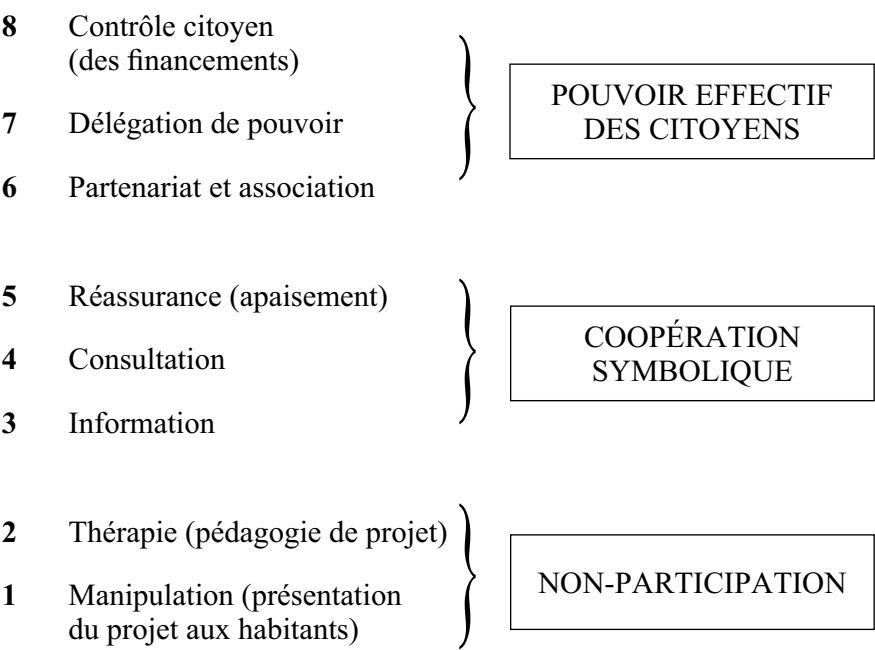 8 Contrôle citoyen
(des financements)
7 Délégation de pouvoir
6 Partenariat et association
POUVOIR EFFECTIF
DES CITOYENS
5 Réassurance (apaisement)
4 Consultation
3 Information
COOPÉRATION
SYMBOLIQUE
2 Thérapie (pédagogie de projet)
1 Manipulation (présentation
du projet aux habitants)
NON-PARTICIPATION